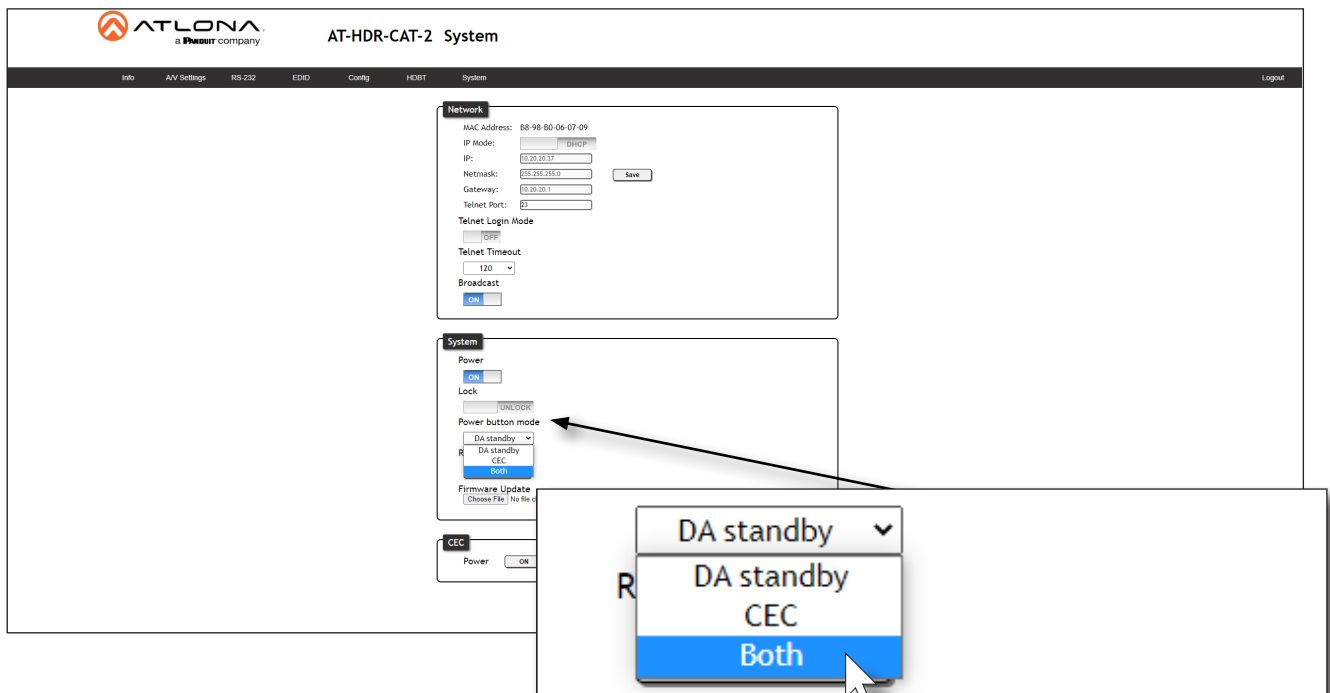 ATLONA.
a PANDUIT company
AT-HDR-CAT-2 System
Info A/V Settings RS-232 EDID Config HDBT System Logout
Network
MAC Address: B8-98-B0-06-07-09
IP Mode: DHCP
IP: 10.20.20.37
Netmask: 255.255.255.0 Save
Gateway: 10.20.20.1
Telnet Port: 23
Telnet Login Mode
OFF
Telnet Timeout
120
Broadcast
ON
System
Power
ON
Lock
UNLOCK
Power button mode
DA standby
R DA standby
CEC
Both
Firmware Update
Choose File No file
CEC
Power ON
DA standby
R DA standby
CEC
Both